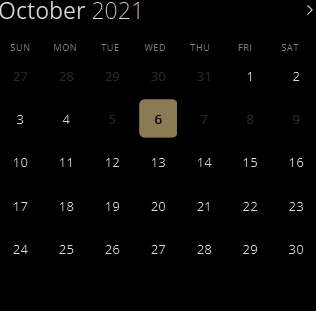 October 2021 >
SUN MON TUE WED THU FRI SAT
27 28 29 30 31 1 2
3 4 5 6 7 8 9
10 11 12 13 14 15 16
17 18 19 20 21 22 23
24 25 26 27 28 29 30